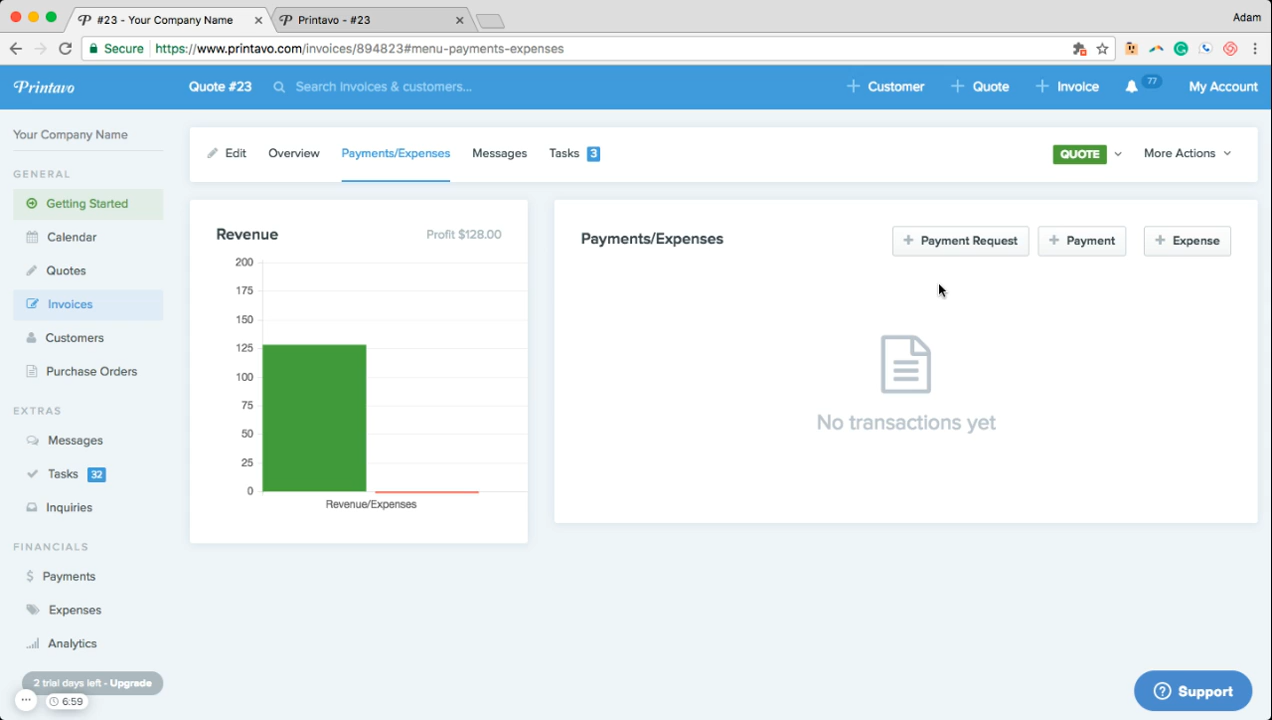 #23 - Your Company Name
Printavo - #23
Adam
Secure https://www.printavo.com/invoices/894823#menu-payments-expenses
Printavo
Quote #23
Search invoices & customers...
Customer
Quote
Invoice
77
My Account
Your Company Name
GENERAL
Getting Started
Calendar
Quotes
Invoices
Customers
Purchase Orders
EXTRAS
Messages
Tasks 32
Inquiries
FINANCIALS
$ Payments
Expenses
Analytics
2 trial days left - Upgrade
6:59
Edit
Overview
Payments/Expenses
Messages
Tasks 3
QUOTE
More Actions
Revenue
Profit $128.00
200
175
150
125
100
75
50
25
0
Revenue/Expenses
Payments/Expenses
+ Payment Request
+ Payment
+ Expense
No transactions yet
Support